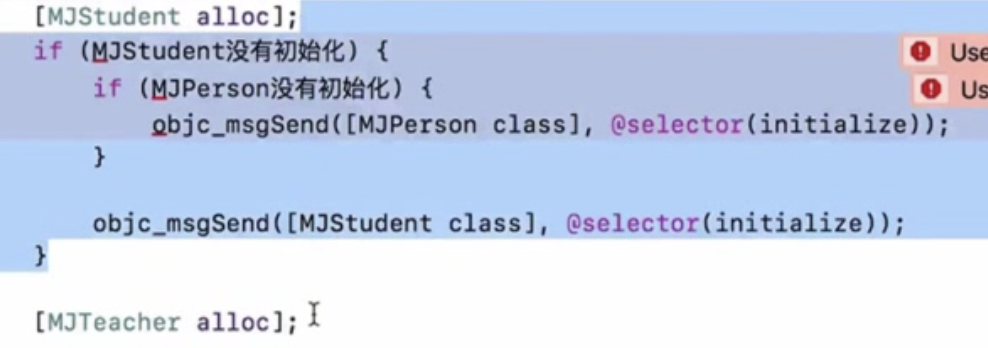 [MJStudent alloc];
if (MJStudent没有初始化) {
Use
if (MJPerson没有初始化) {
Us
objc_msgSend([MJPerson class], @selector(initialize));
}
objc_msgSend([MJStudent class], @selector(initialize));
}
[MJTeacher alloc];